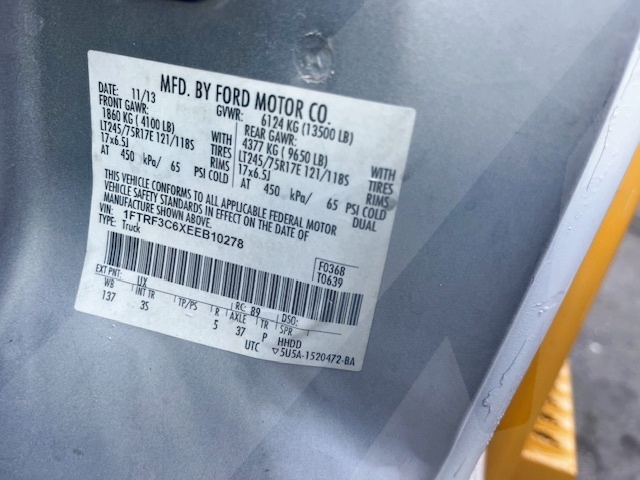 MFD. BY FORD MOTOR CO.
DATE: 11/13 GVWR: 6124 KG (13500 LB)
FRONT GAWR: REAR GAWR:
1860 KG ( 4100 LB) WITH 4377 KG ( 9650 LB) WITH
LT245/75R17E 121/118S TIRES LT245/75R17E 121/118S TIRES
17x6.5J RIMS 17x6.5J RIMS
AT 450 kPa/ 65 PSI COLD AT 450 kPa/ 65 PSI COLD DUAL
THIS VEHICLE CONFORMS TO ALL APPLICABLE FEDERAL MOTOR
VEHICLE SAFETY STANDARDS IN EFFECT ON THE DATE OF
MANUFACTURE SHOWN ABOVE.
VIN: 1FTRF3C6XEEB10278
TYPE: Truck
F0368
T0639
EXT PNT: UX RC: 89 DSO:
WB INT TR TP/PS R AXLE TR SPR
137 3S 5 37 P HHDD
UTC ▽5U5A-1520472-BA